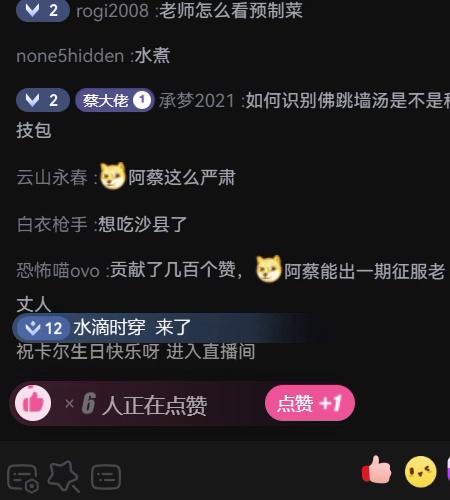 2 rogi2008 :老师怎么看预制菜
none5hidden :水煮
2 蔡大佬 1 承梦2021 :如何识别佛跳墙汤是不是科
技包
云山永春 :阿蔡这么严肃
白衣枪手 :想吃沙县了
恐怖喵ovo :贡献了几百个赞，阿蔡能出一期征服老
丈人
12 水滴时穿 来了
祝卡尔生日快乐呀 进入直播间
× 6 人正在点赞 点赞 +1